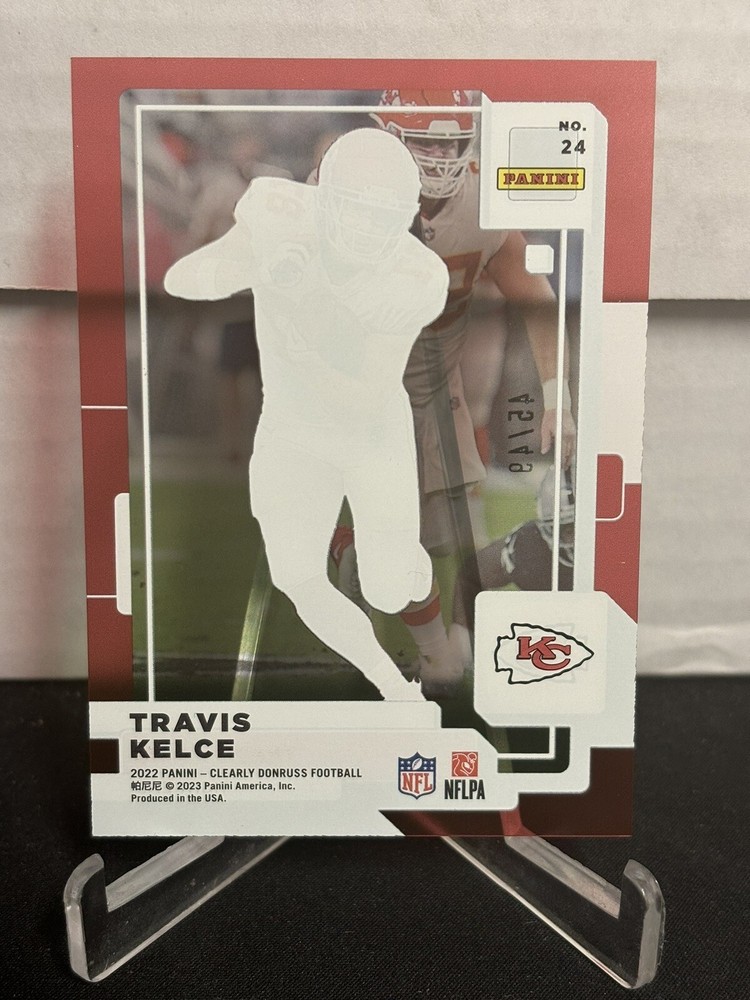 NO.
24
PANINI
KC
TRAVIS
KELCE
2022 PANINI – CLEARLY DONRUSS FOOTBALL
帕尼尼 © 2023 Panini America, Inc.
Produced in the USA.
NFL
NFLPA